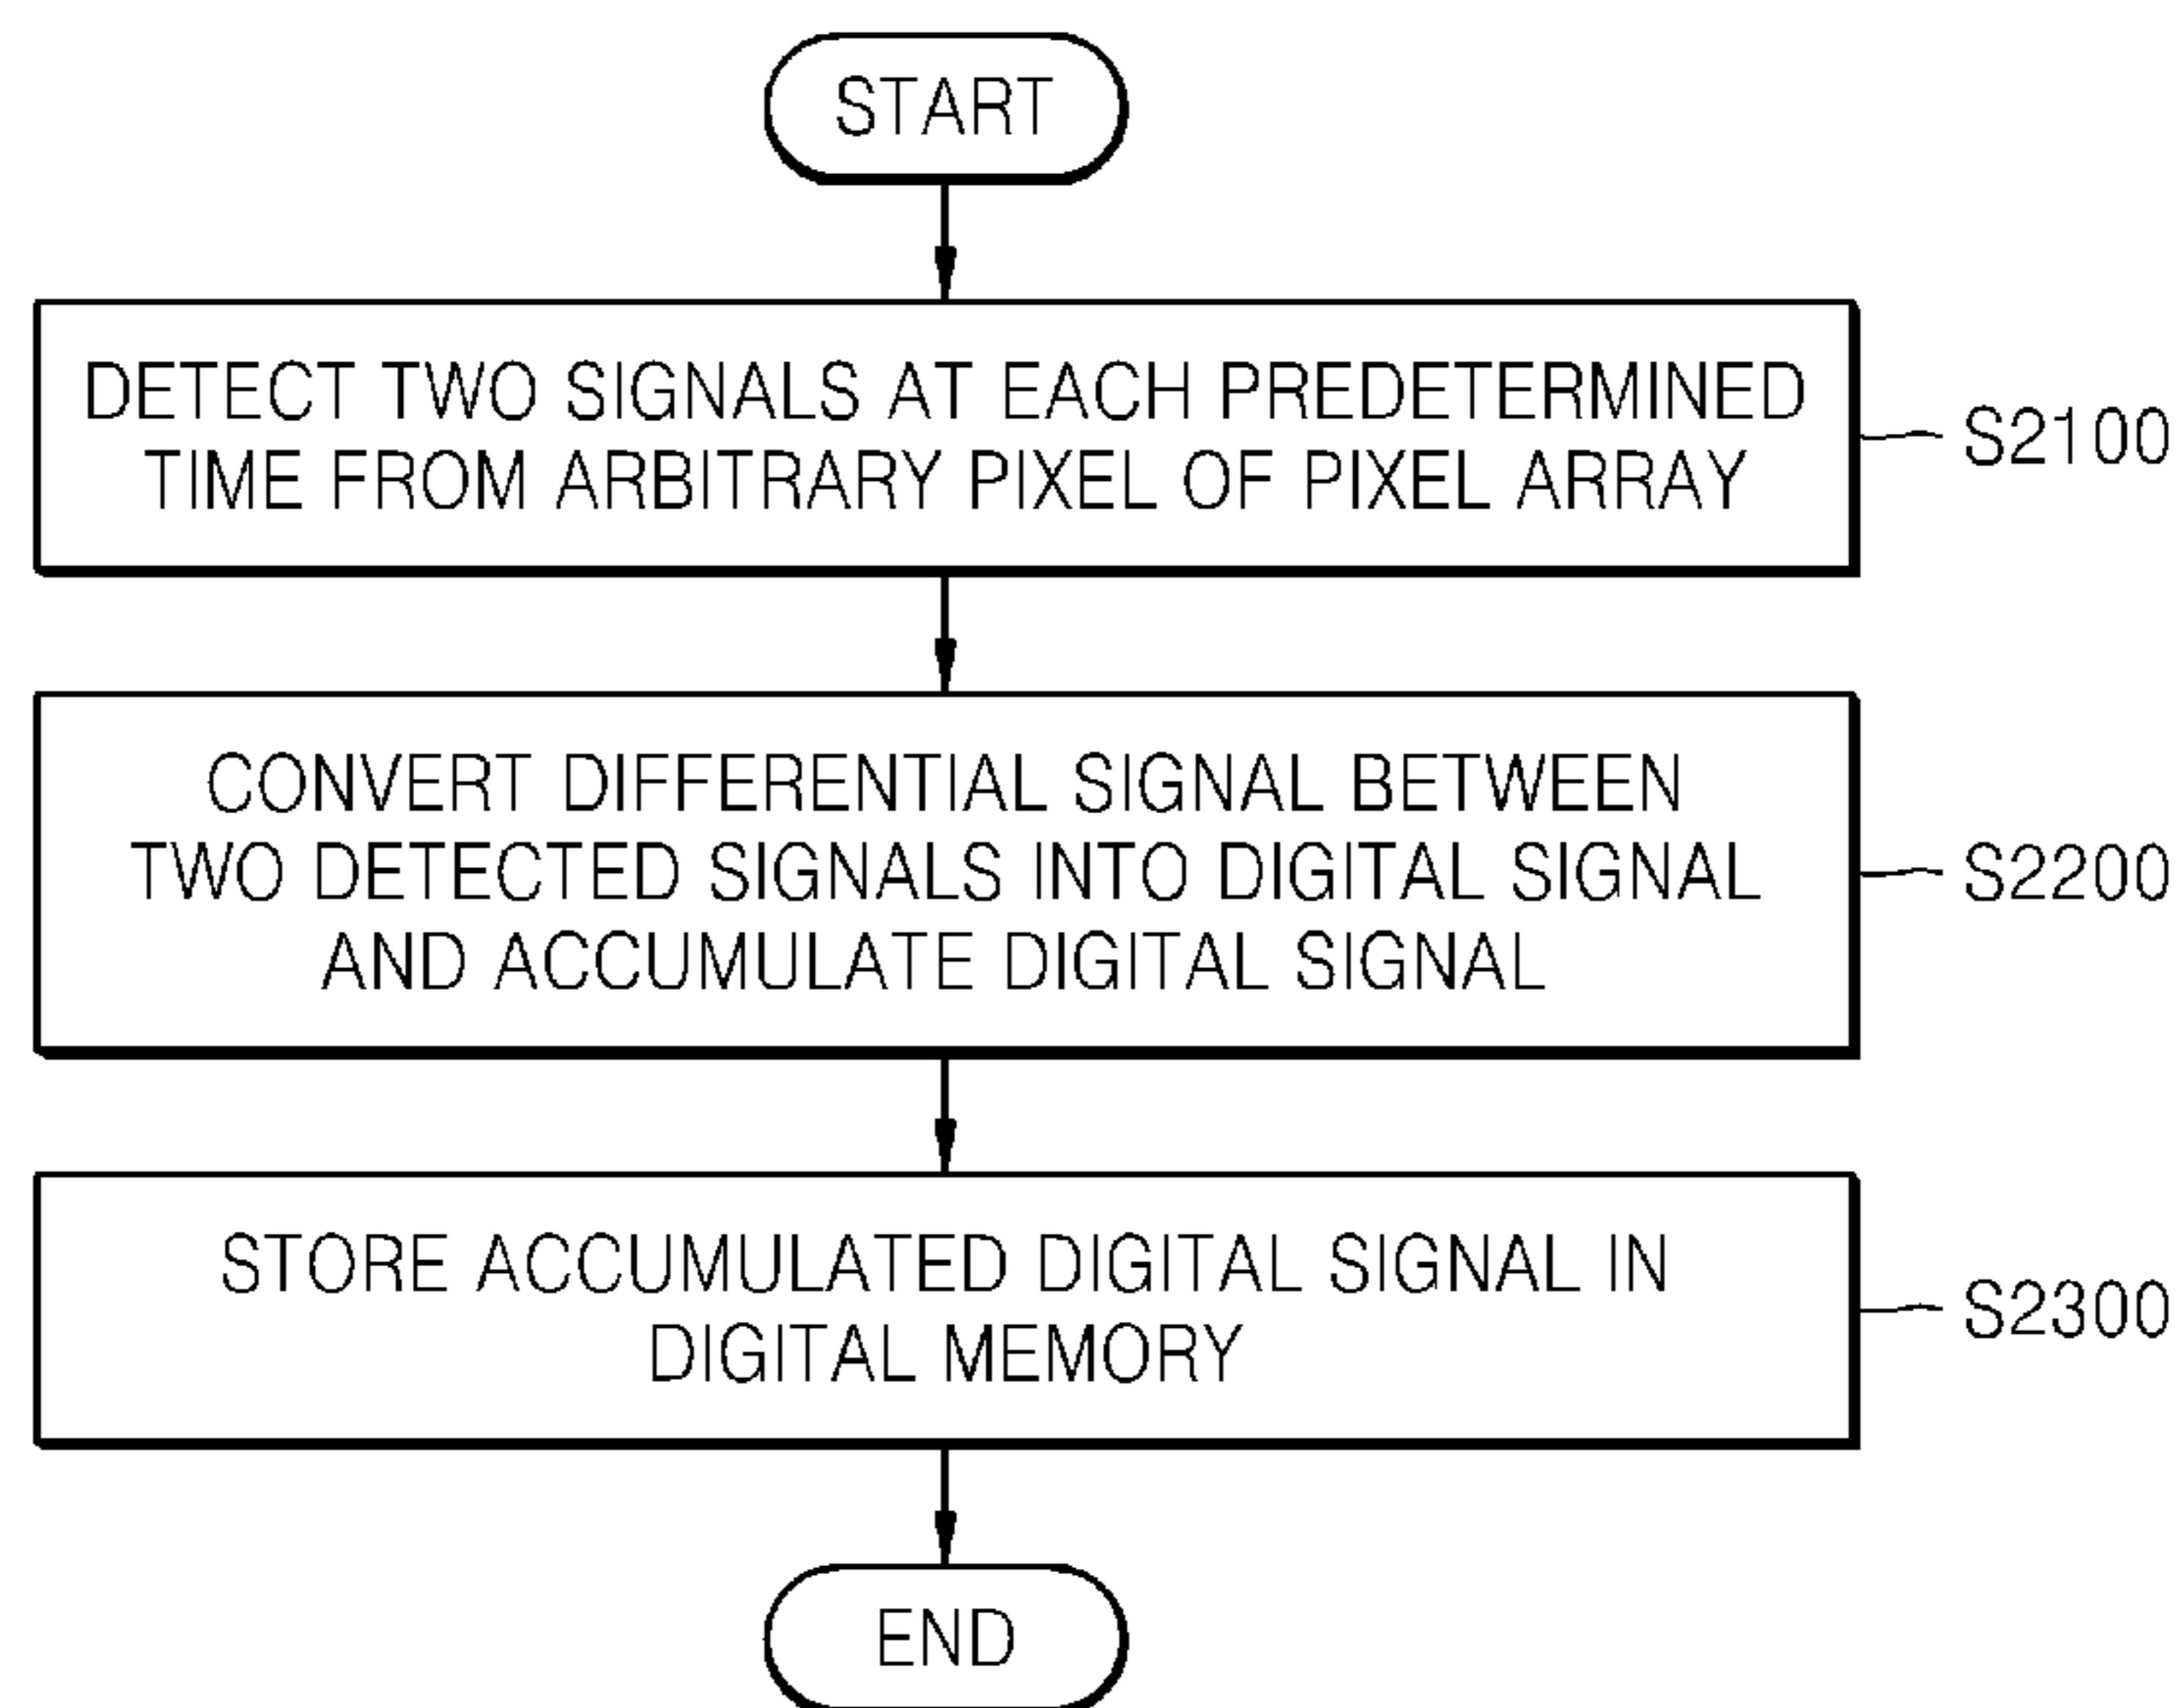 START
DETECT TWO SIGNALS AT EACH PREDETERMINED
TIME FROM ARBITRARY PIXEL OF PIXEL ARRAY
S2100
CONVERT DIFFERENTIAL SIGNAL BETWEEN
TWO DETECTED SIGNALS INTO DIGITAL SIGNAL
AND ACCUMULATE DIGITAL SIGNAL
S2200
STORE ACCUMULATED DIGITAL SIGNAL IN
DIGITAL MEMORY
S2300
END